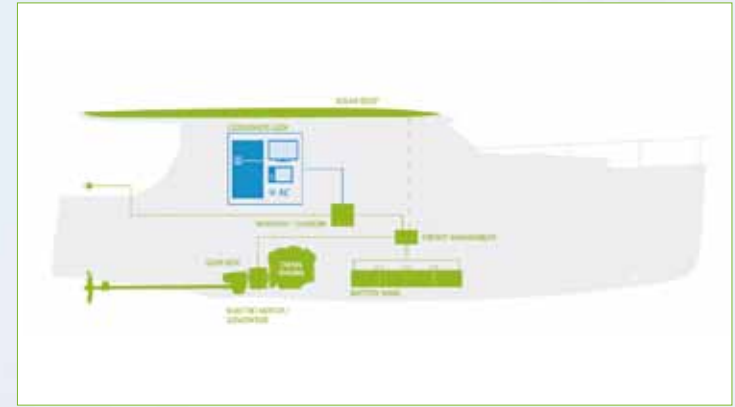 SOLAR ROOF
CONSUMER LOAD
AC
INVERTER / CHARGER
ENERGY MANAGEMENT
GEAR BOX
DIESEL
ENGINE
BATTERY BANK
ELECTRIC MOTOR /
GENERATOR